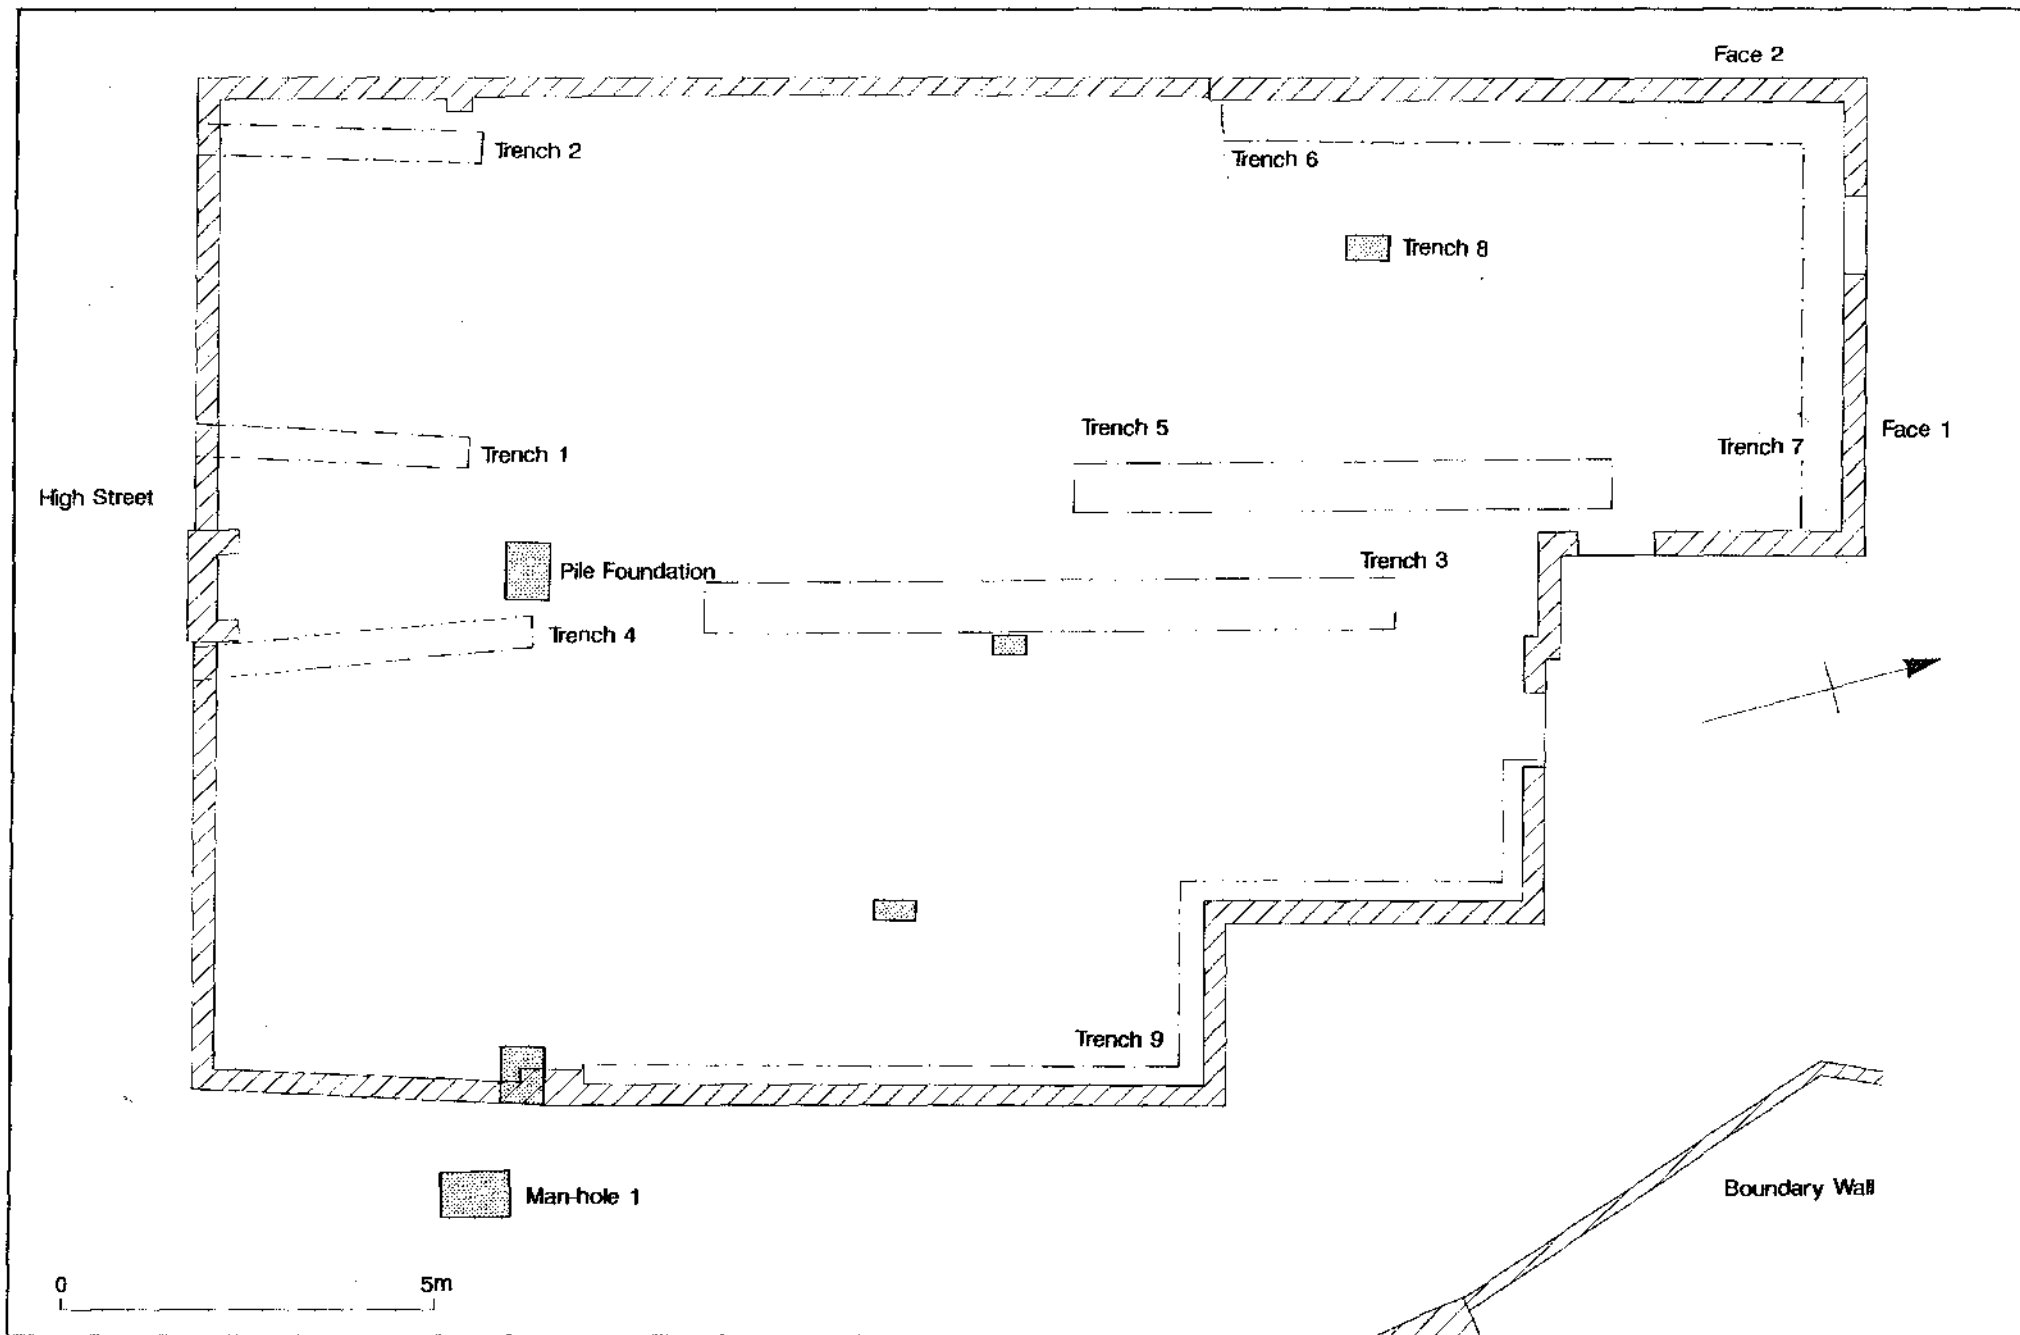 Face 2
Trench 2
Trench 6
Trench 8
Trench 5
Face 1
Trench 7
Trench 1
High Street
Trench 3
Pile Foundation
Trench 4
Trench 9
Boundary Wall
Man-hole 1
0 5m